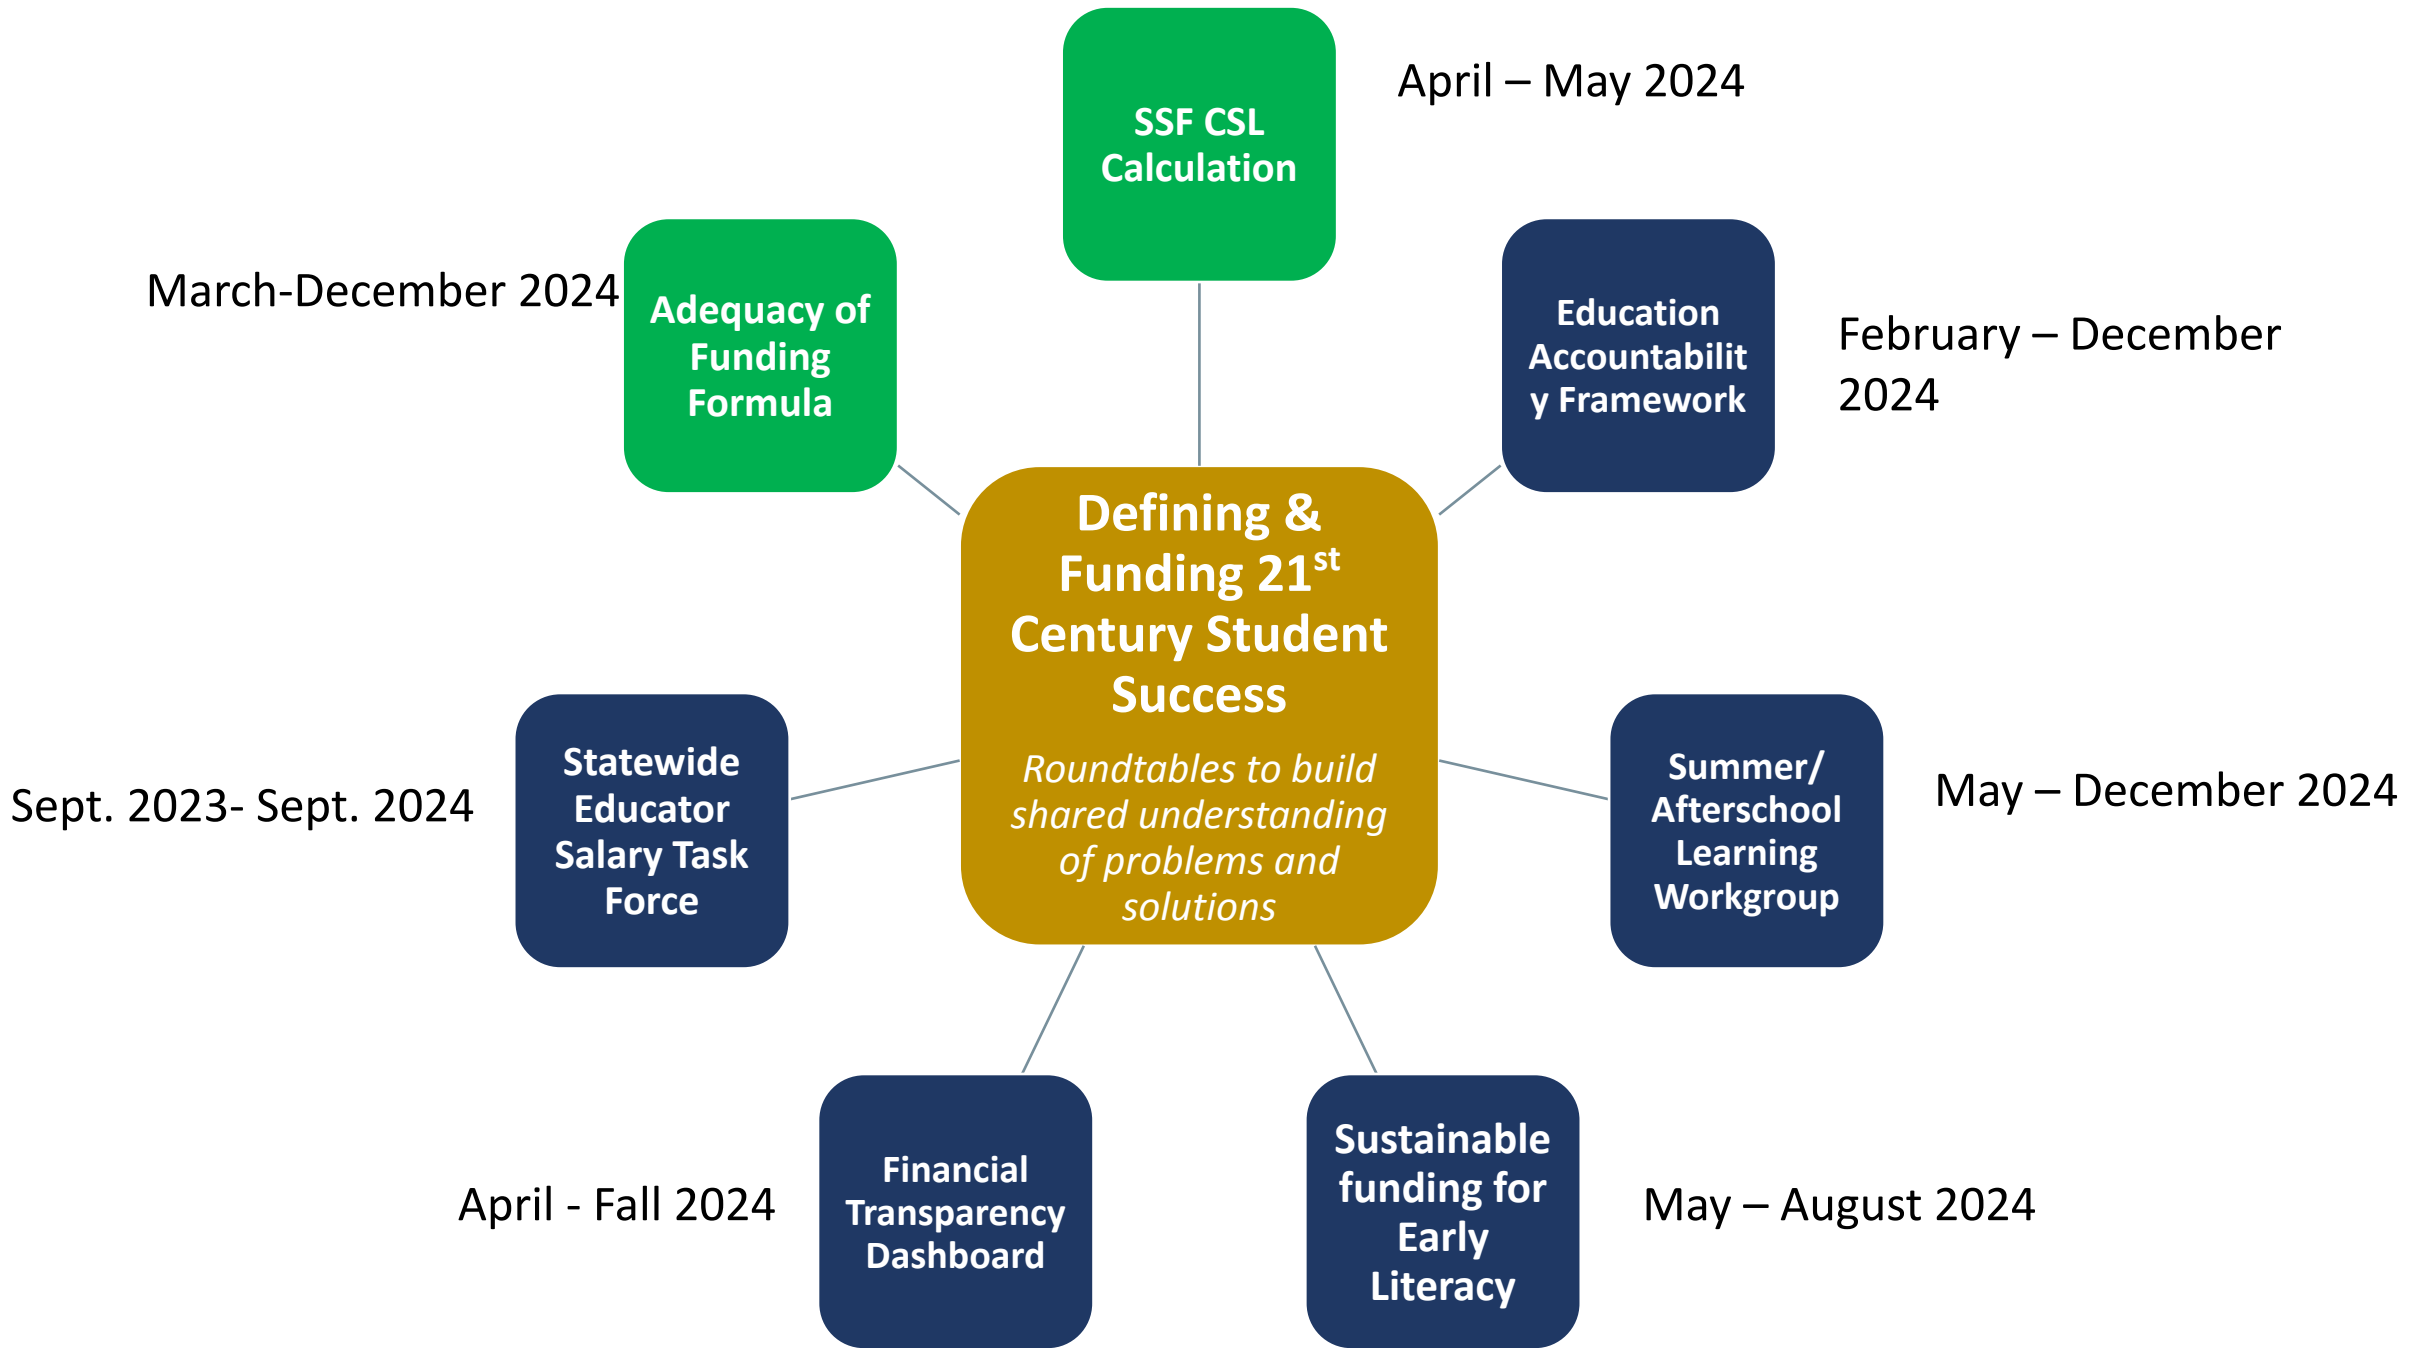 SSF CSL
Calculation
April – May 2024
March-December 2024
Adequacy of
Funding
Formula
Education
Accountabilit
y Framework
February – December
2024
Defining &
Funding 21st
Century Student
Success
Roundtables to build
shared understanding
of problems and
solutions
Sept. 2023- Sept. 2024
Statewide
Educator
Salary Task
Force
Summer/
Afterschool
Learning
Workgroup
May – December 2024
April - Fall 2024
Financial
Transparency
Dashboard
Sustainable
funding for
Early
Literacy
May – August 2024